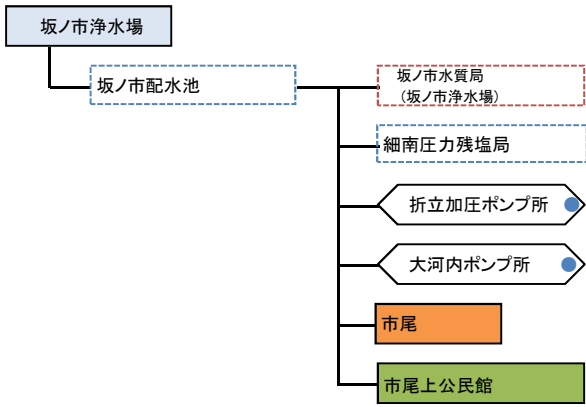 坂ノ市浄水場
坂ノ市配水池
坂ノ市水質局
(坂ノ市浄水場)
細南圧力残塩局
折立加圧ポンプ所
大河内ポンプ所
市尾
市尾上公民館